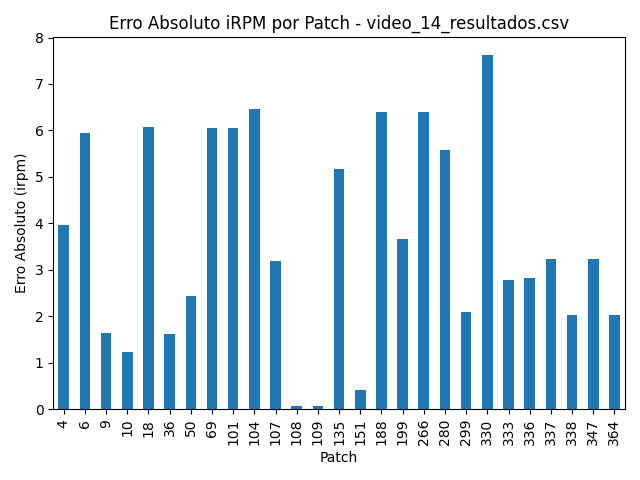 Erro Absoluto iRPM por Patch - video_14_resultados.csv
Erro Absoluto (irpm)
8
7
6
5
4
3
2
1
0
4 6 9 10 18 36 50 69 101 104 107 108 109 135 151 188 199 266 280 299 330 333 336 337 338 347 364
Patch